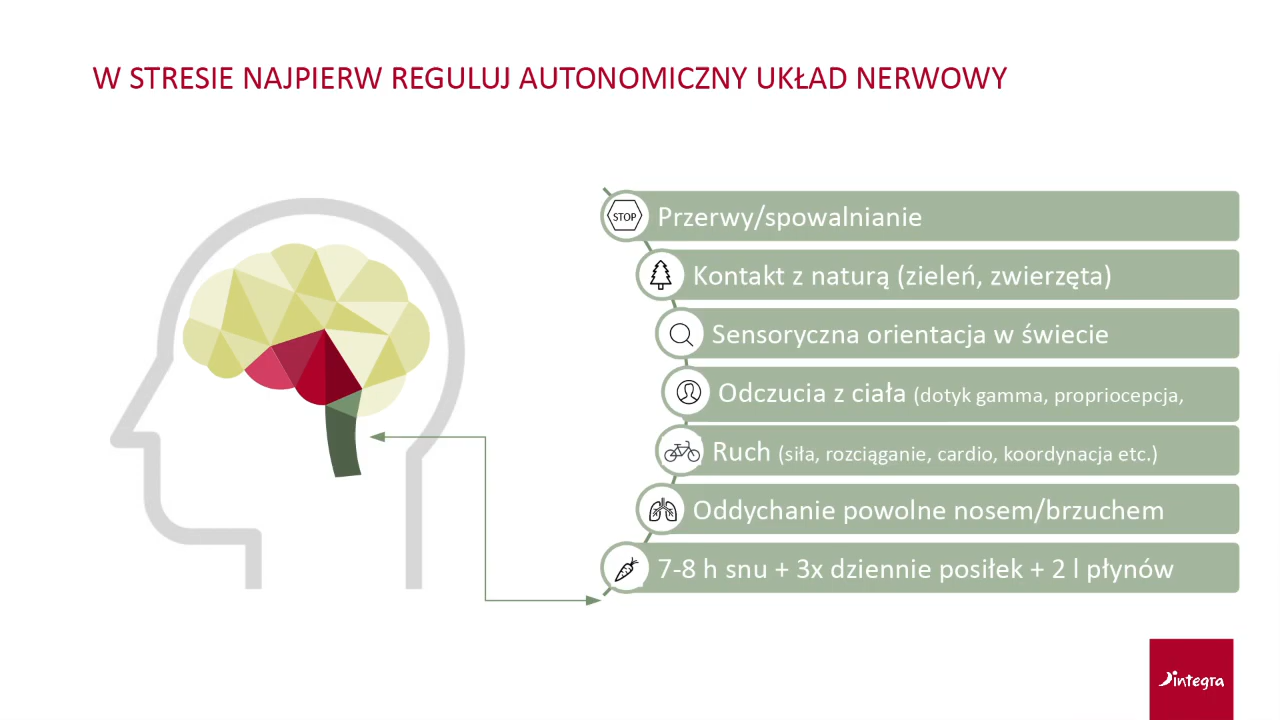 W STRESIE NAJPIERW REGULUJ AUTONOMICZNY UKŁAD NERWOWY
STOP
Przerwy/spowalnianie
Kontakt z naturą (zieleń, zwierzęta)
Sensoryczna orientacja w świecie
Odczucia z ciała (dotyk gamma, propriocepcja,
Ruch (siła, rozciąganie, cardio, koordynacja etc.)
Oddychanie powolne nosem/brzuchem
7-8 h snu + 3x dziennie posiłek + 2 l płynów
integra